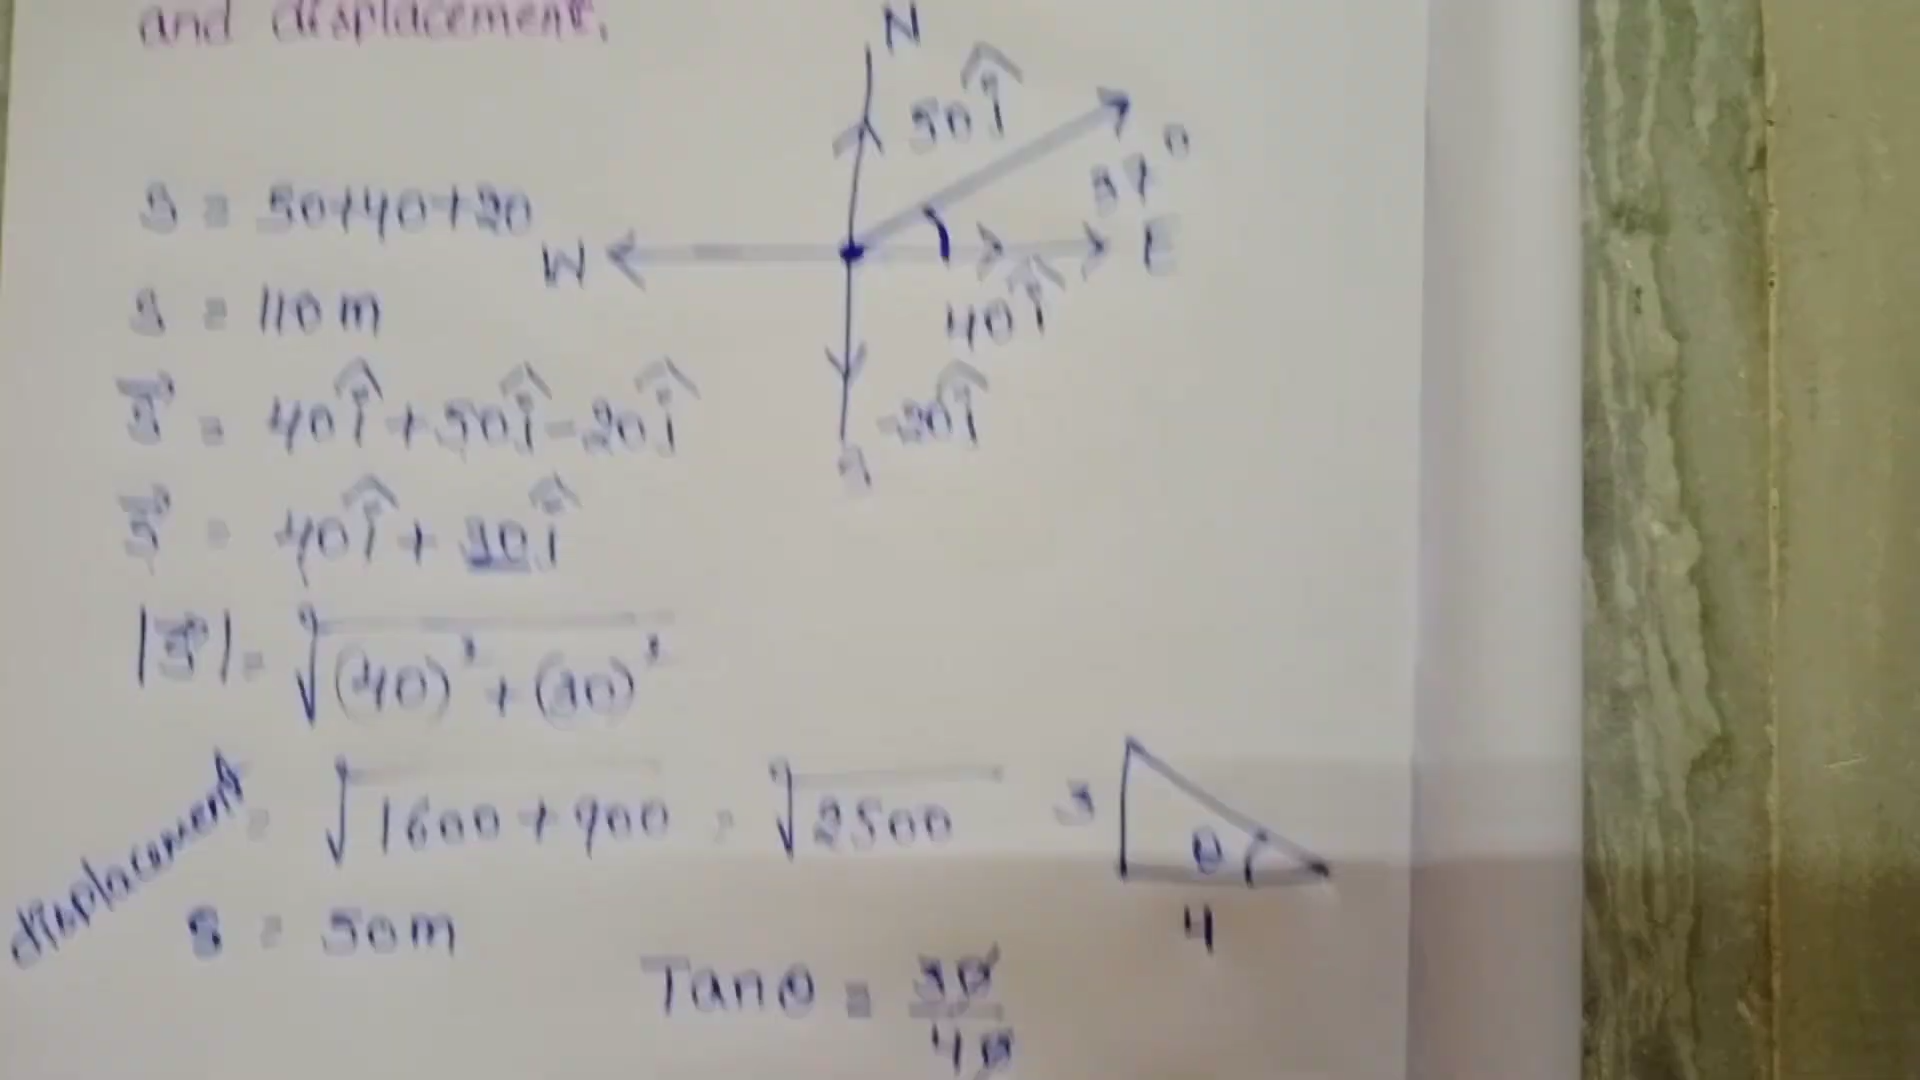 and displacement.
N
50ĵ
37°
S = 50+40+20
W
E
S = 110 m
40î
S⃗ = 40î + 50ĵ - 20ĵ
-20ĵ
S
S⃗ = 40î + 30ĵ
|S⃗| = √(40)² + (30)²
displacement
= √1600 + 900 = √2500
3
θ
4
S = 50m
Tanθ = 30/40